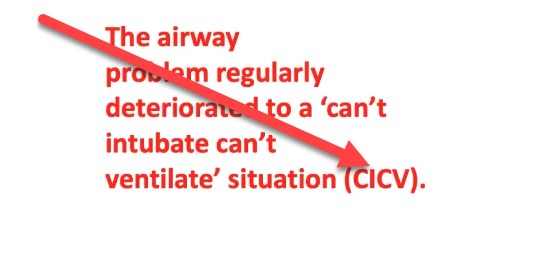 The airway
problem regularly
deteriorated to a ‘can’t
intubate can’t
ventilate’ situation (CICV).